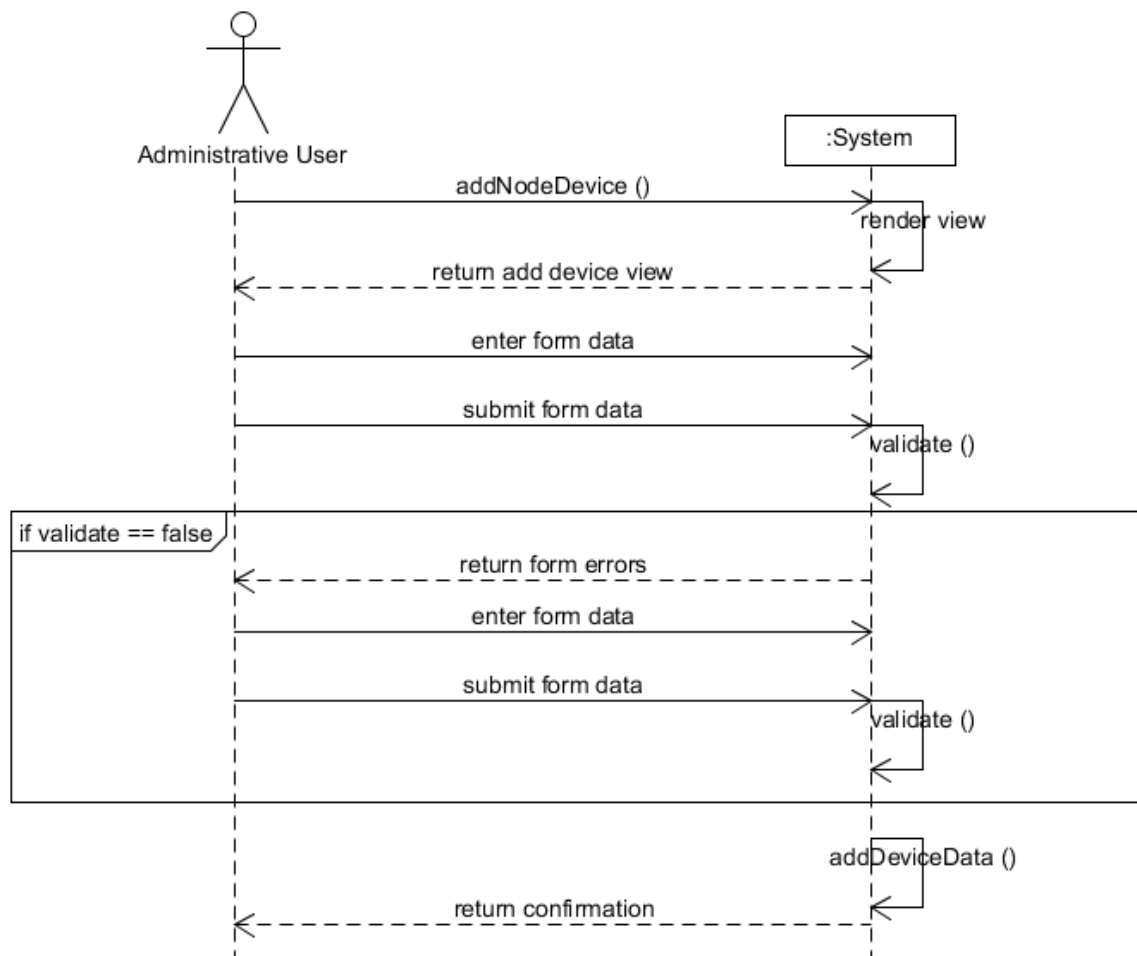 Administrative User
:System
addNodeDevice ()
render view
return add device view
enter form data
submit form data
validate ()
if validate == false
return form errors
enter form data
submit form data
validate ()
addDeviceData ()
return confirmation